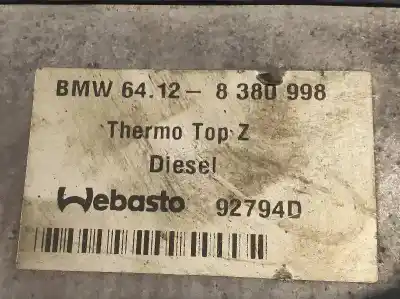 BMW 64.12- 8 380 998
Thermo Top Z
Diesel
Webasto 92794D